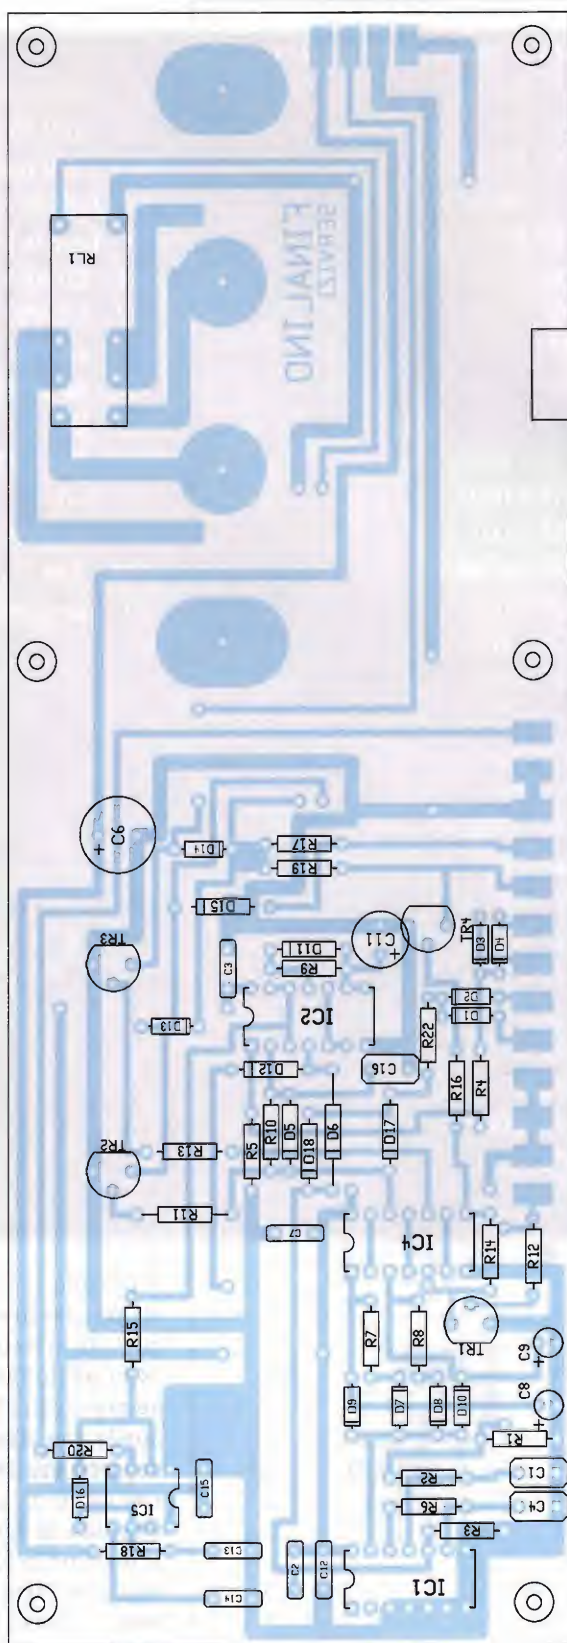 RL1
SERVIZI
FINAL IND
C6
+
D14
R17
R19
D15
TR3
C3
D11
R9
C11
+
TR4
D3
D4
D2
D1
IC2
D13
R22
D12
C16
R16
R4
R5
R10
D5
D18
D6
D17
TR2
R13
R11
C7
IC4
R14
R12
R15
R7
R8
TR1
C9
+
C8
+
D9
D7
D8
D10
R1
R20
D16
IC5
C15
R2
C1
R6
C4
R3
R18
C13
C14
C2
C12
IC1